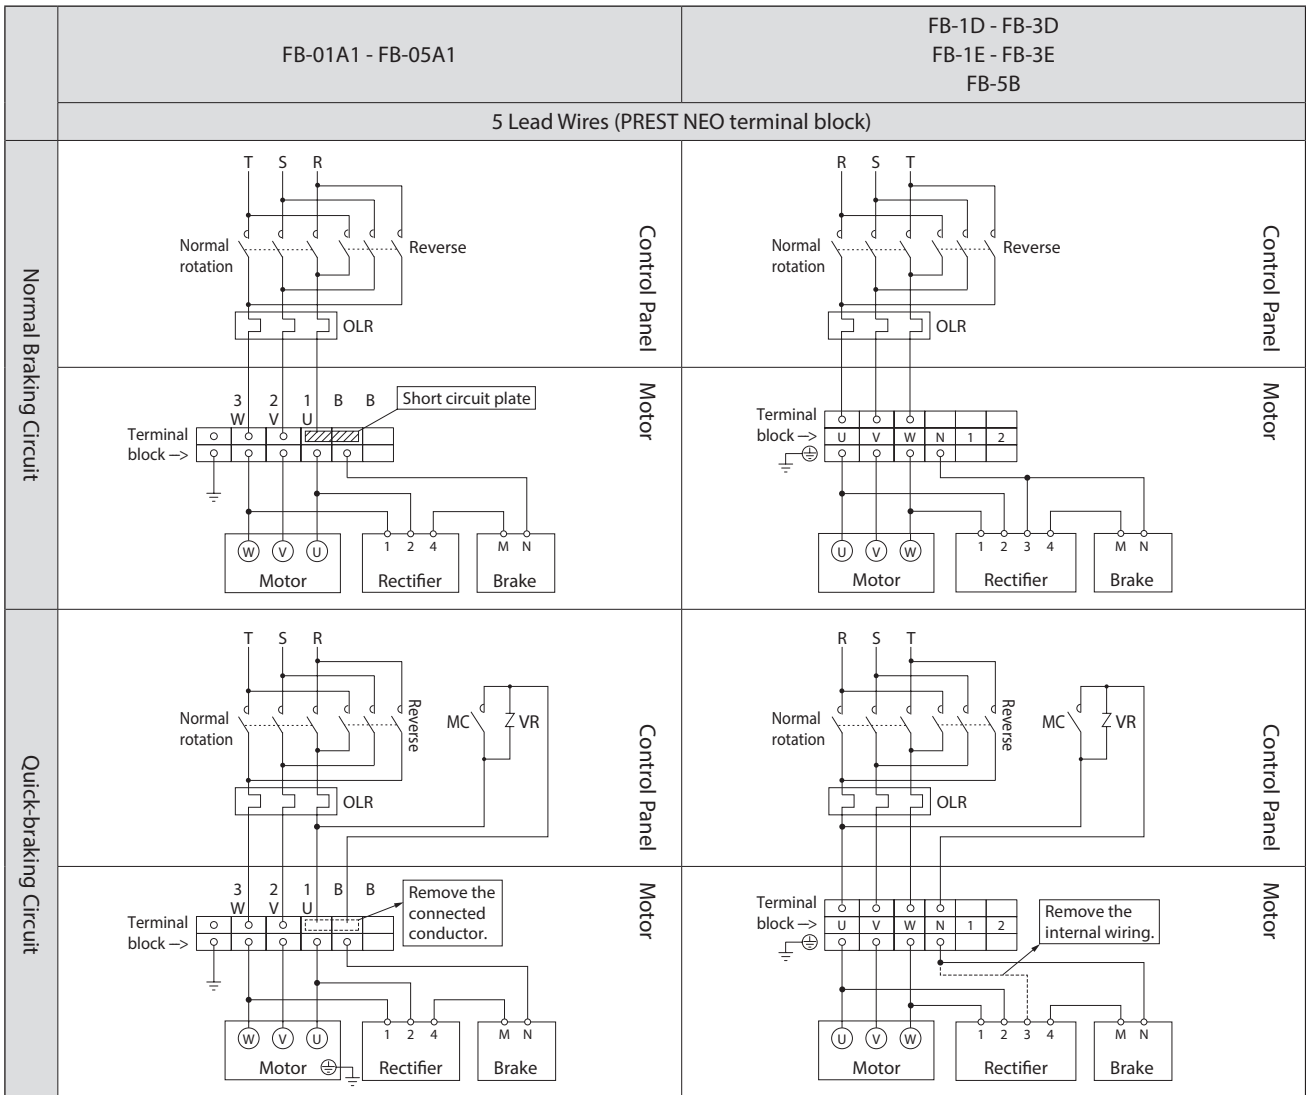 FB-01A1 - FB-05A1
FB-1D - FB-3D
FB-1E - FB-3E
FB-5B
5 Lead Wires (PREST NEO terminal block)
Normal Braking Circuit
T S R
Normal
rotation
Reverse
OLR
Control Panel
3 2 1 B B
W V U
Short circuit plate
Terminal
block —>
Motor
W V U
1 2 4
M N
Motor
Rectifier
Brake
R S T
Normal
rotation
Reverse
OLR
Control Panel
Terminal
block —>
U V W N 1 2
Motor
U V W
1 2 3 4
M N
Motor
Rectifier
Brake
Quick-braking Circuit
T S R
Normal
rotation
Reverse
MC
VR
OLR
Control Panel
3 2 1 B B
W V U
Remove the
connected
conductor.
Terminal
block —>
Motor
W V U
1 2 4
M N
Motor
Rectifier
Brake
R S T
Normal
rotation
Reverse
MC
VR
OLR
Control Panel
Terminal
block —>
U V W N 1 2
Remove the
internal wiring.
Motor
U V W
1 2 3 4
M N
Motor
Rectifier
Brake